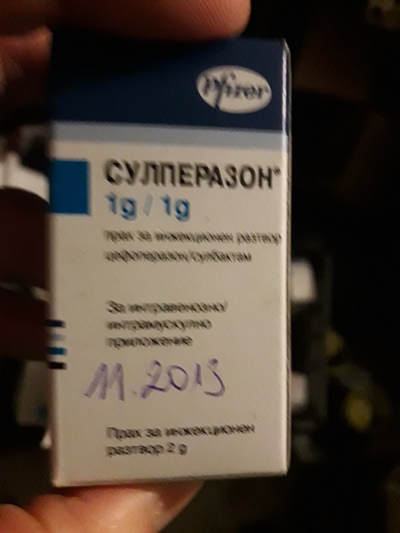 Pfizer
СУЛПЕРАЗОН®
1g / 1g
прах за инжекционен разтвор
цефоперазон/сулбактам
За интравенозно/
интрамускулно
приложение
11.2019
Прах за инжекционен
разтвор 2 g